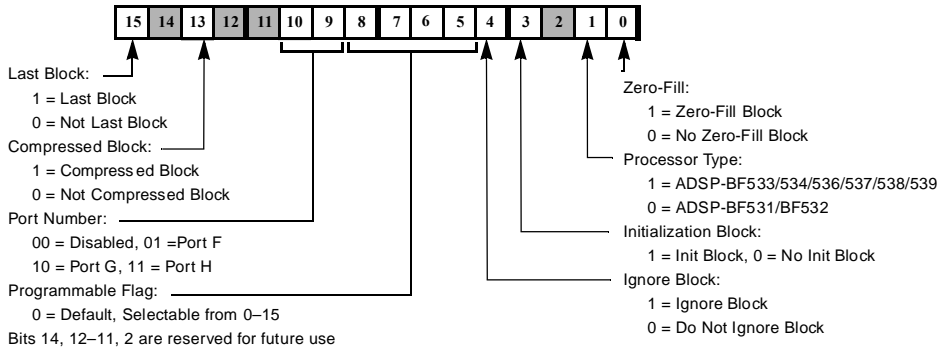 15 14 13 12 11 10 9 8 7 6 5 4 3 2 1 0
Last Block:
1 = Last Block
0 = Not Last Block
Compressed Block:
1 = Compressed Block
0 = Not Compressed Block
Port Number:
00 = Disabled, 01 =Port F
10 = Port G, 11 = Port H
Programmable Flag:
0 = Default, Selectable from 0–15
Bits 14, 12–11, 2 are reserved for future use
Zero-Fill:
1 = Zero-Fill Block
0 = No Zero-Fill Block
Processor Type:
1 = ADSP-BF533/534/536/537/538/539
0 = ADSP-BF531/BF532
Initialization Block:
1 = Init Block, 0 = No Init Block
Ignore Block:
1 = Ignore Block
0 = Do Not Ignore Block